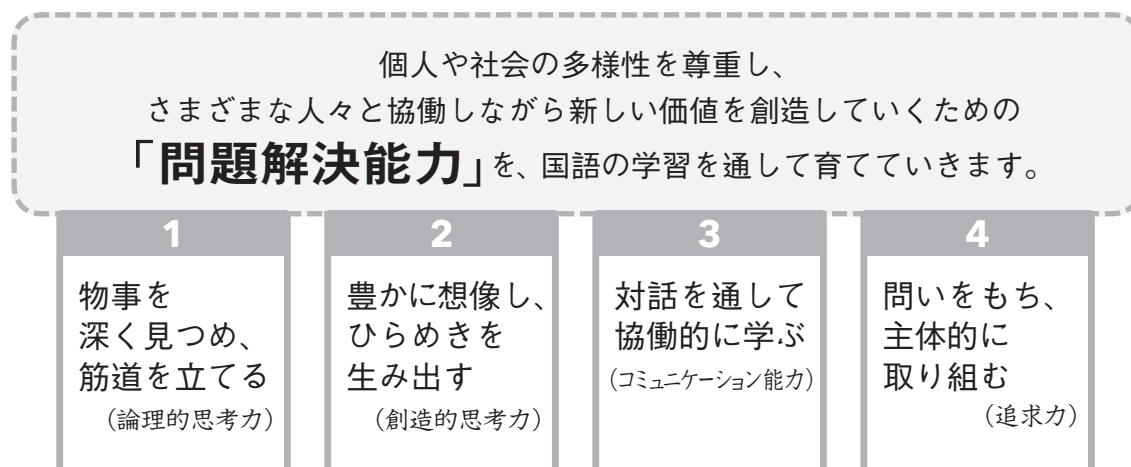 個人や社会の多様性を尊重し、
さまざまな人々と協働しながら新しい価値を創造していくための
「問題解決能力」を、国語の学習を通して育てていきます。
1
物事を
深く見つめ、
筋道を立てる
（論理的思考力）
2
豊かに想像し、
ひらめきを
生み出す
（創造的思考力）
3
対話を通して
協働的に学ぶ
（コミュニケーション能力）
4
問いをもち、
主体的に
取り組む
（追求力）